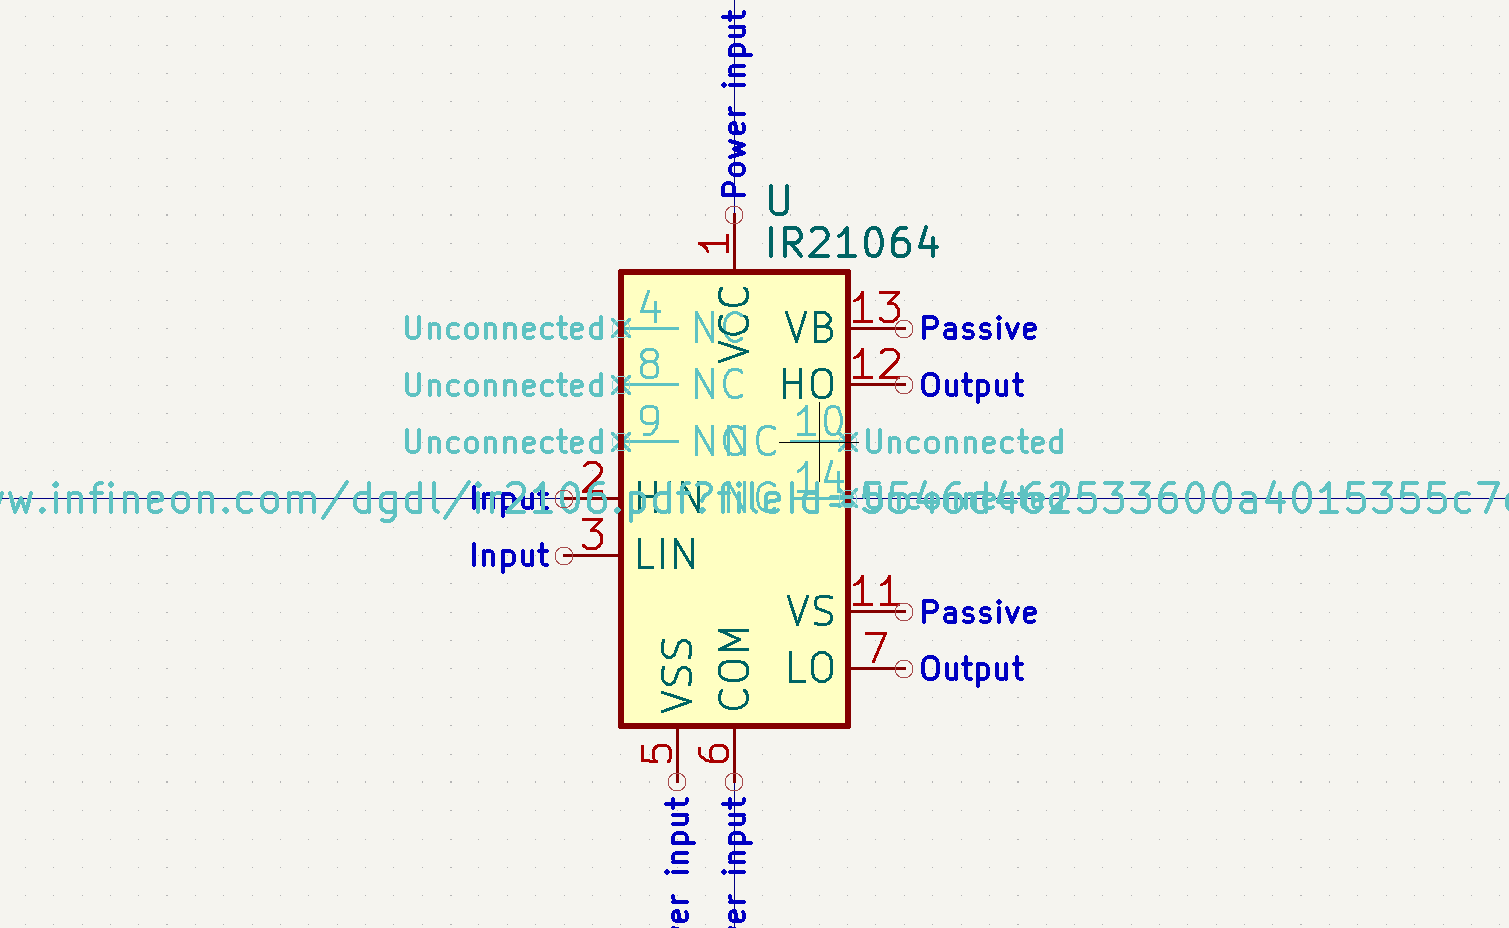 Power input
U
IR21064
1
VCC
Unconnected 4 NC
VB 13 Passive
Unconnected 8 NC
HO 12 Output
Unconnected 9 NC
NC 10 Unconnected
Input 2 HIN
NC 14 Unconnected
w.infineon.com/dgdl/ir2106.pdf?fileId=5546d462533600a4015355c7
Input 3 LIN
VS 11 Passive
LO 7 Output
VSS
COM
5
6
er input
er input